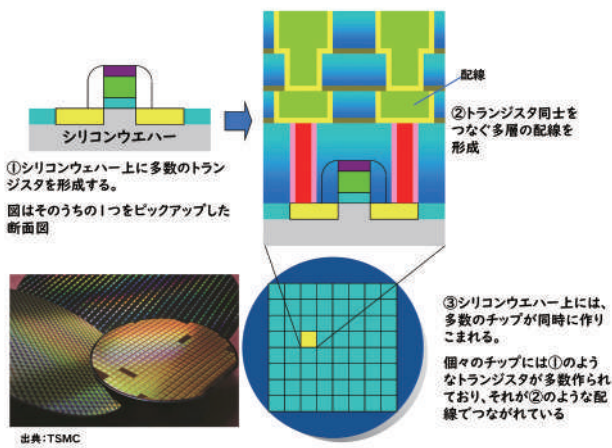 シリコンウエハー
①シリコンウェハー上に多数のトラン
ジスタを形成する。
図はそのうちの1つをピックアップした
断面図
配線
②トランジスタ同士を
つなぐ多層の配線を
形成
③シリコンウエハー上には、
多数のチップが同時に作り
こまれる。
個々のチップには①のよう
なトランジスタが多数作られ
ており、それが②のような配
線でつながれている
出典：TSMC